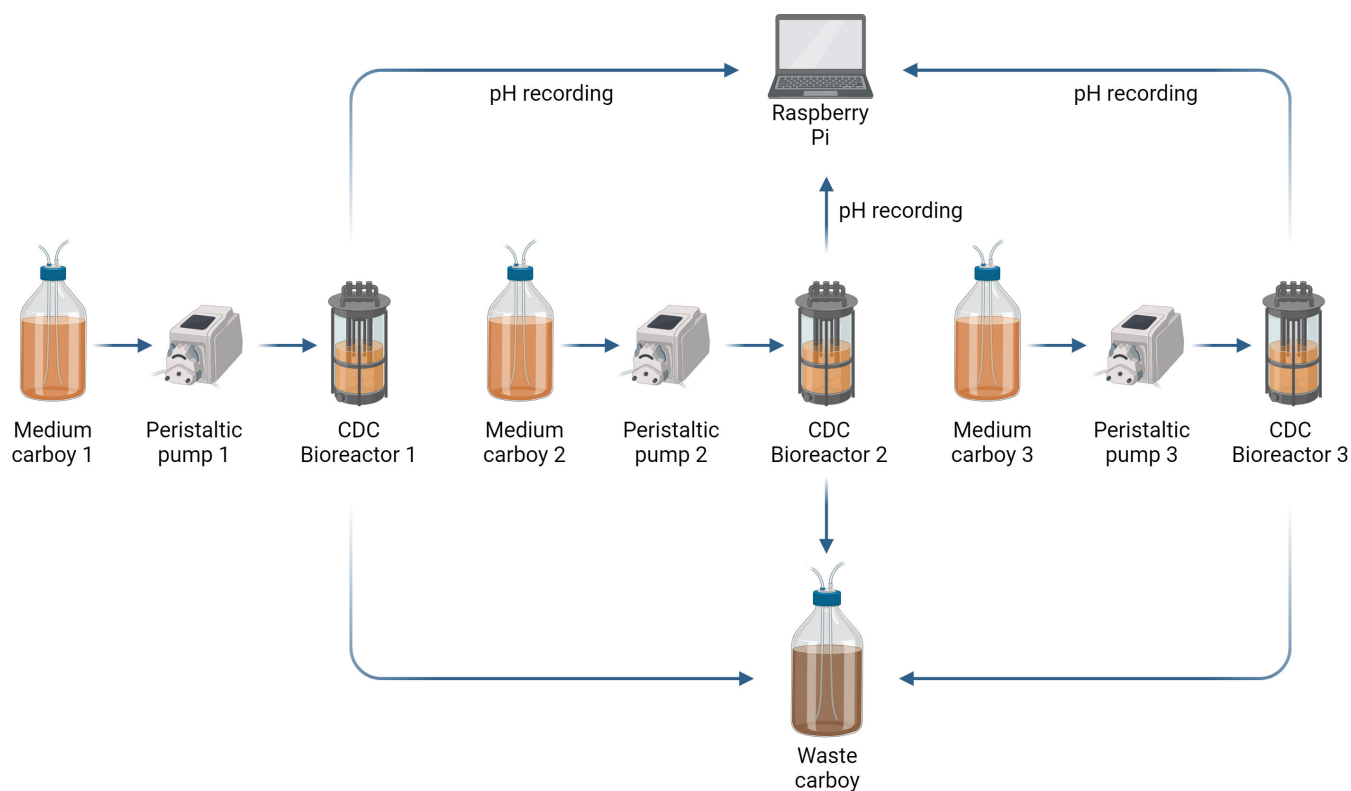 pH recording
Raspberry
Pi
pH recording
pH recording
Medium
carboy 1
Peristaltic
pump 1
CDC
Bioreactor 1
Medium
carboy 2
Peristaltic
pump 2
CDC
Bioreactor 2
Medium
carboy 3
Peristaltic
pump 3
CDC
Bioreactor 3
Waste
carboy